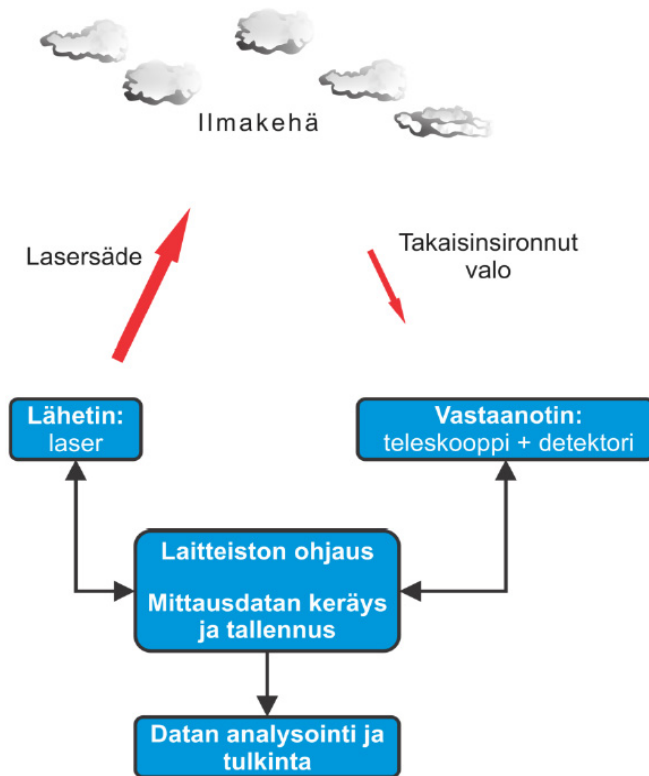 Ilmakehä
Lasersäde
Takaisinsironnut
valo
Lähetin:
laser
Vastaanotin:
teleskooppi + detektori
Laitteiston ohjaus
Mittausdatan keräys
ja tallennus
Datan analysointi ja
tulkinta